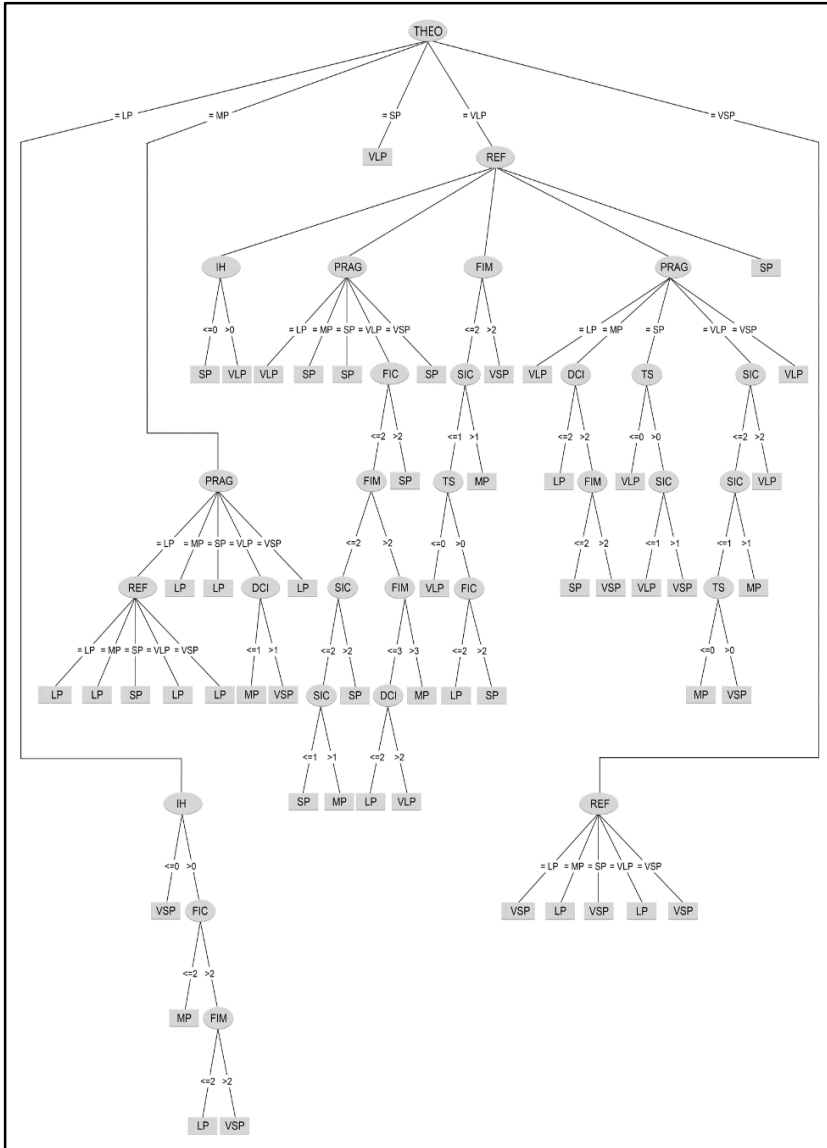 THEO
= LP = MP = SP = VLP = VSP
VLP REF
IH PRAG FIM PRAG SP
<=0 >0 = LP = MP = SP = VLP = VSP <=2 >2 = LP = MP = SP = VLP = VSP
SP VLP VLP SP SP FIC SP SIC VSP VLP DCI TS SIC VLP
<=2 >2 <=1 >1 <=2 >2 <=0 >0 <=2 >2
PRAG FIM SP TS MP LP FIM VLP SIC SIC VLP
= LP = MP = SP = VLP = VSP <=2 >2 <=0 >0 <=2 >2 <=1 >1 <=1 >1
REF LP LP DCI LP SIC FIM VLP FIC SP VSP VLP VSP TS MP
= LP = MP = SP = VLP = VSP <=1 >1 <=2 >2 <=3 >3 <=2 >2 <=0 >0
LP LP SP LP LP MP VSP SIC SP DCI MP LP SP MP VSP
<=1 >1 <=2 >2
SP MP LP VLP
IH REF
<=0 >0 = LP = MP = SP = VLP = VSP
VSP FIC VSP LP VSP LP VSP
<=2 >2
MP FIM
<=2 >2
LP VSP